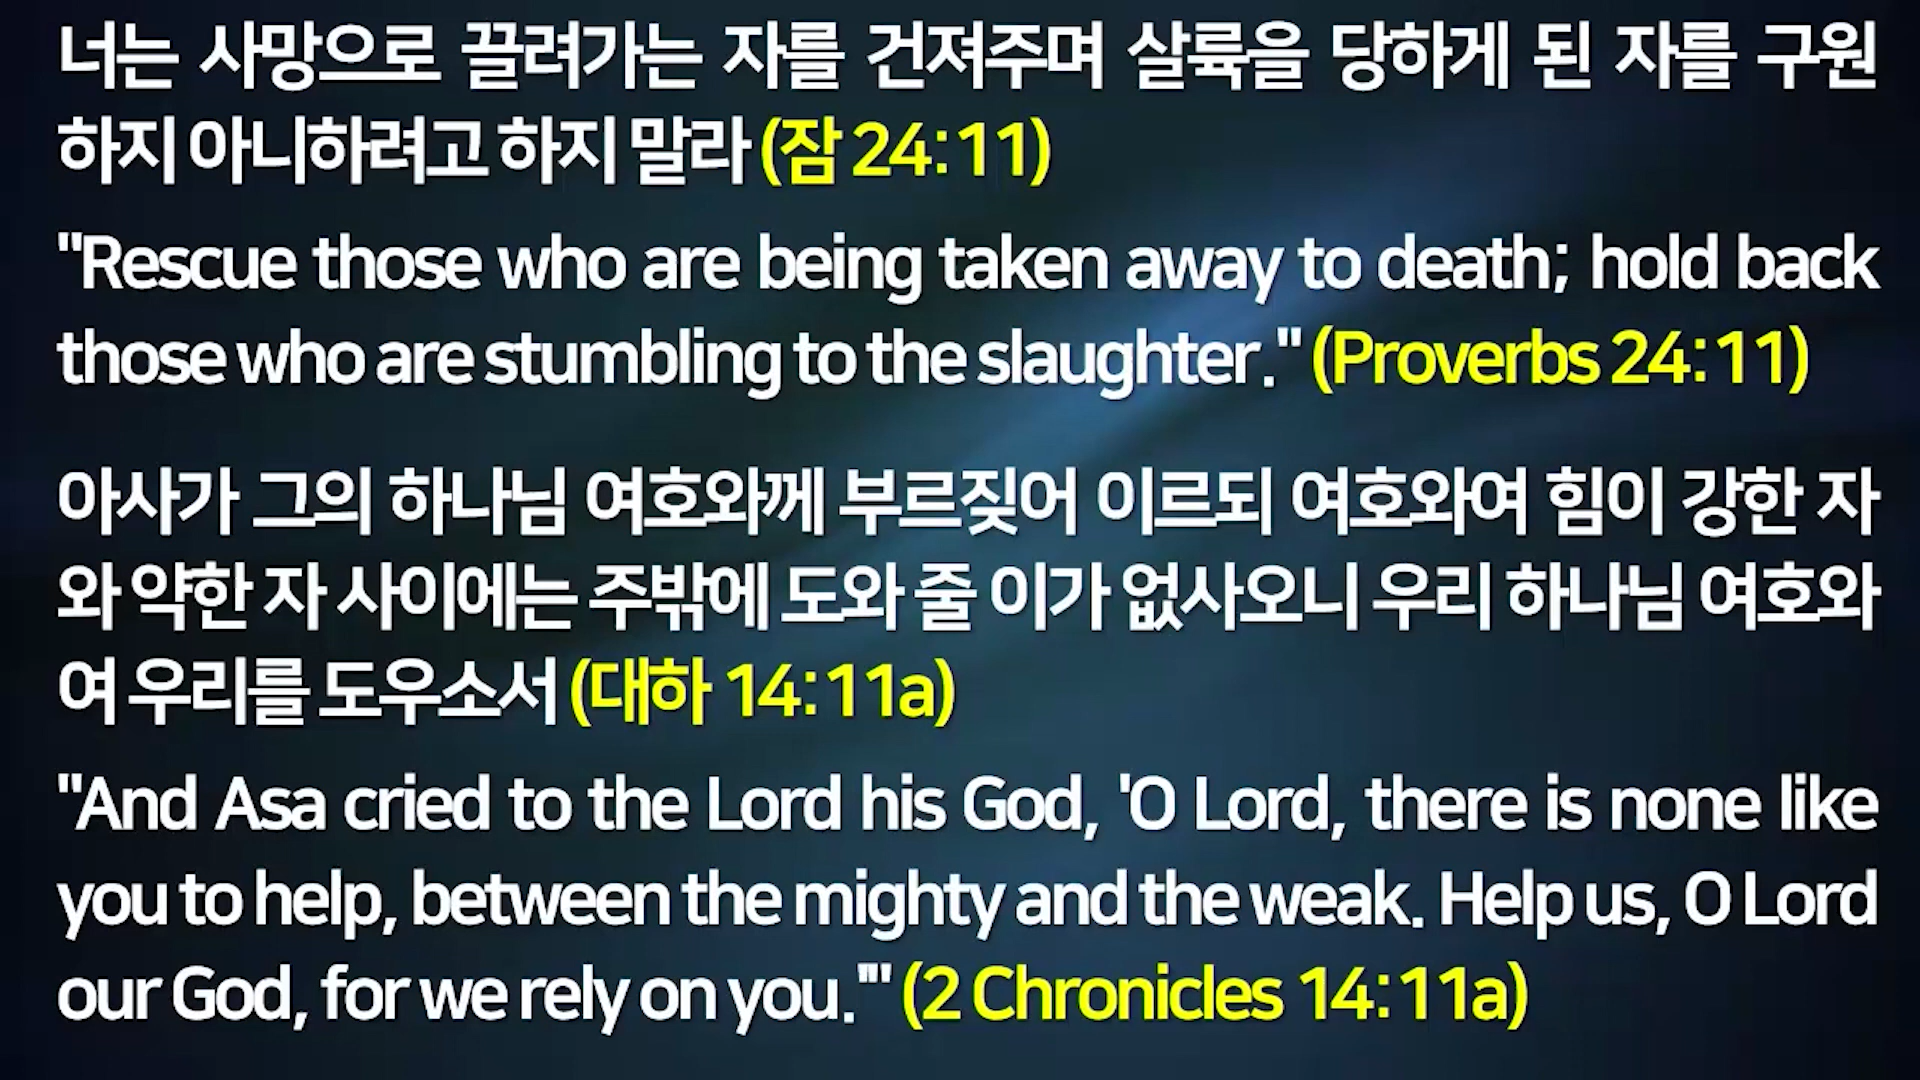 너는 사망으로 끌려가는 자를 건져주며 살륙을 당하게 된 자를 구원
하지 아니하려고 하지 말라 (잠 24:11)
"Rescue those who are being taken away to death; hold back
those who are stumbling to the slaughter." (Proverbs 24:11)
아사가 그의 하나님 여호와께 부르짖어 이르되 여호와여 힘이 강한 자
와 약한 자 사이에는 주밖에 도와 줄 이가 없사오니 우리 하나님 여호와
여 우리를 도우소서 (대하 14:11a)
"And Asa cried to the Lord his God, 'O Lord, there is none like
you to help, between the mighty and the weak. Help us, O Lord
our God, for we rely on you.'" (2 Chronicles 14:11a)